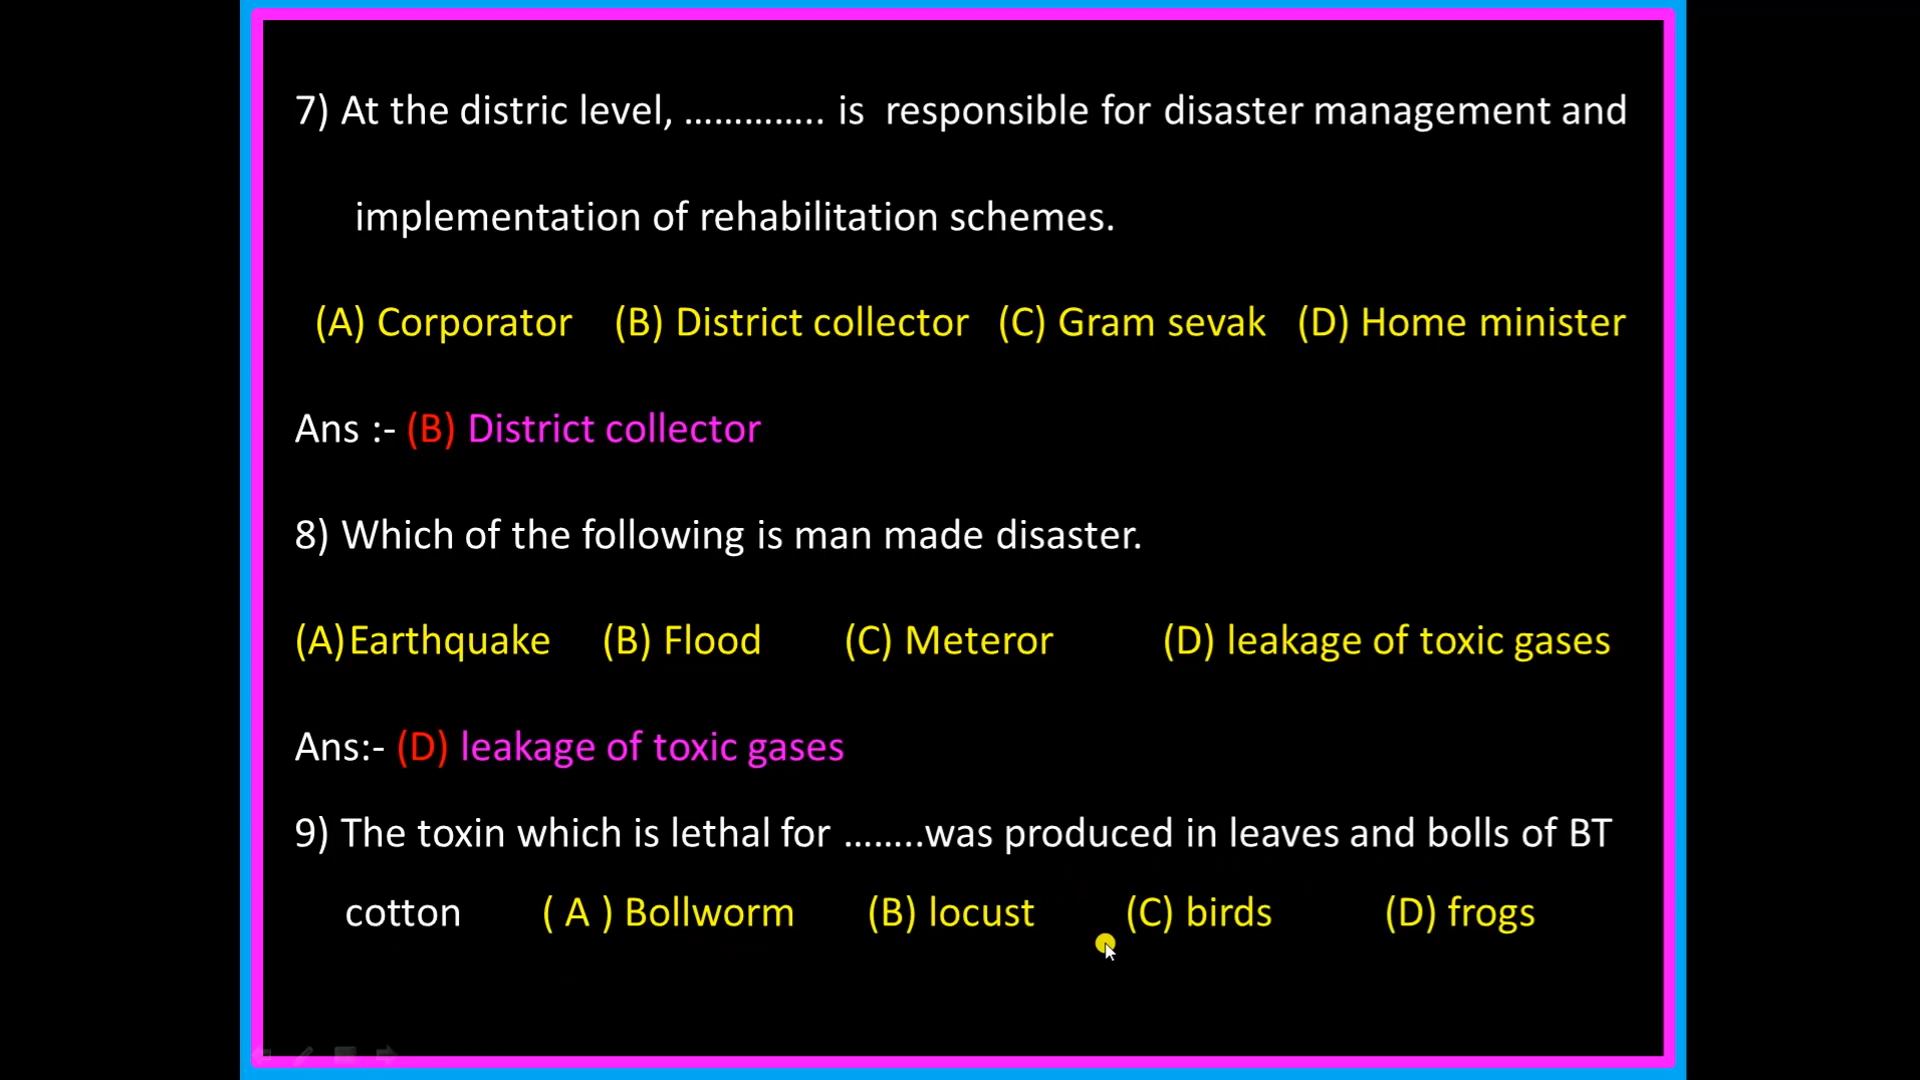 7) At the distric level, ………….. is  responsible for disaster management and
implementation of rehabilitation schemes.
(A) Corporator    (B) District collector   (C) Gram sevak   (D) Home minister
Ans :- (B) District collector
8) Which of the following is man made disaster.
(A)Earthquake     (B) Flood        (C) Meteror           (D) leakage of toxic gases
Ans:- (D) leakage of toxic gases
9) The toxin which is lethal for ……..was produced in leaves and bolls of BT
cotton        ( A ) Bollworm       (B) locust         (C) birds           (D) frogs